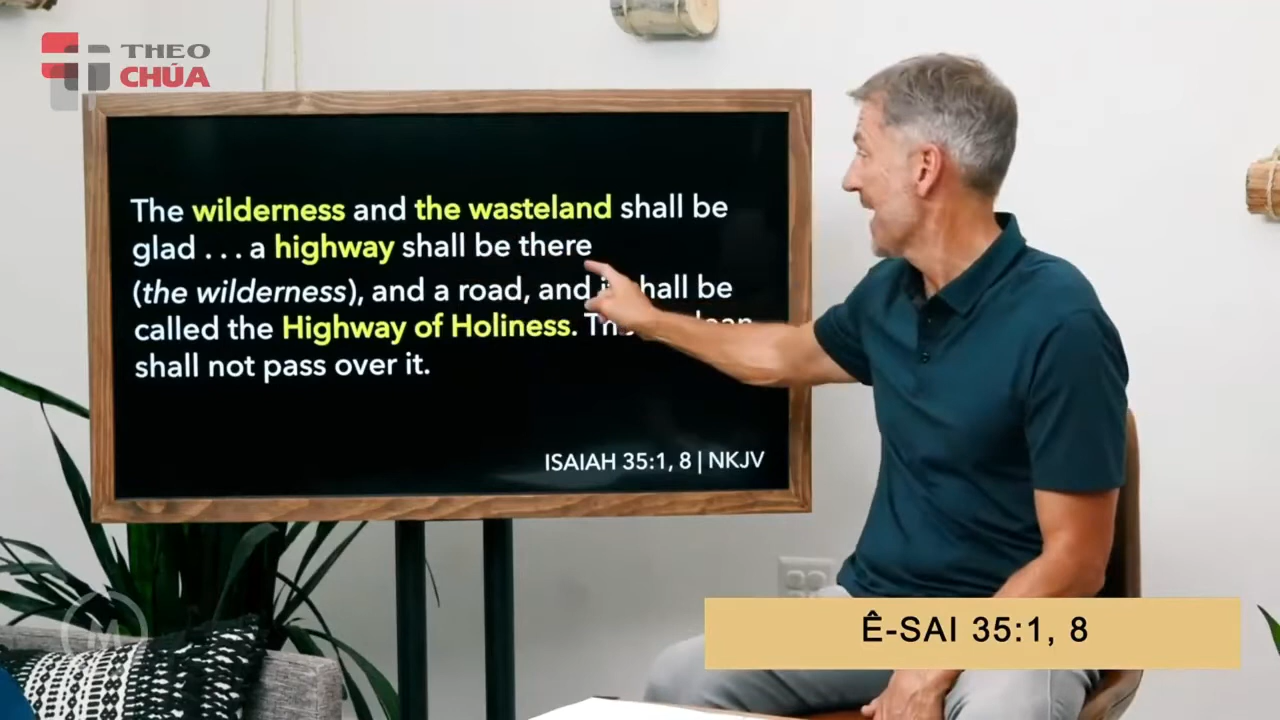 THEO
CHÚA
The wilderness and the wasteland shall be
glad . . . a highway shall be there
(the wilderness), and a road, and shall be
called the Highway of Holiness.
shall not pass over it.
ISAIAH 35:1, 8 | NKJV
M
Ê-SAI 35:1, 8